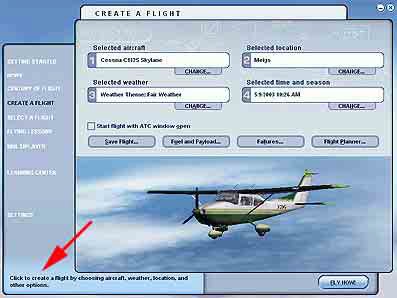 CREATE A FLIGHT
GETTING STARTED
NEWS
CENTURY OF FLIGHT
CREATE A FLIGHT
SELECT A FLIGHT
FLYING LESSONS
MULTIPLAYER
LEARNING CENTER
SETTINGS
Selected aircraft
1 Cessna C182S Skylane
CHANGE...
Selected location
2 Meigs
CHANGE...
Selected weather
3 Weather Theme: Fair Weather
CHANGE...
Selected time and season
4 5/9/2003 10:26 AM
CHANGE...
Start flight with ATC window open
Save Flight...
Fuel and Payload...
Failures...
Flight Planner...
Click to create a flight by choosing aircraft, weather, location, and
other options.
FLY NOW!